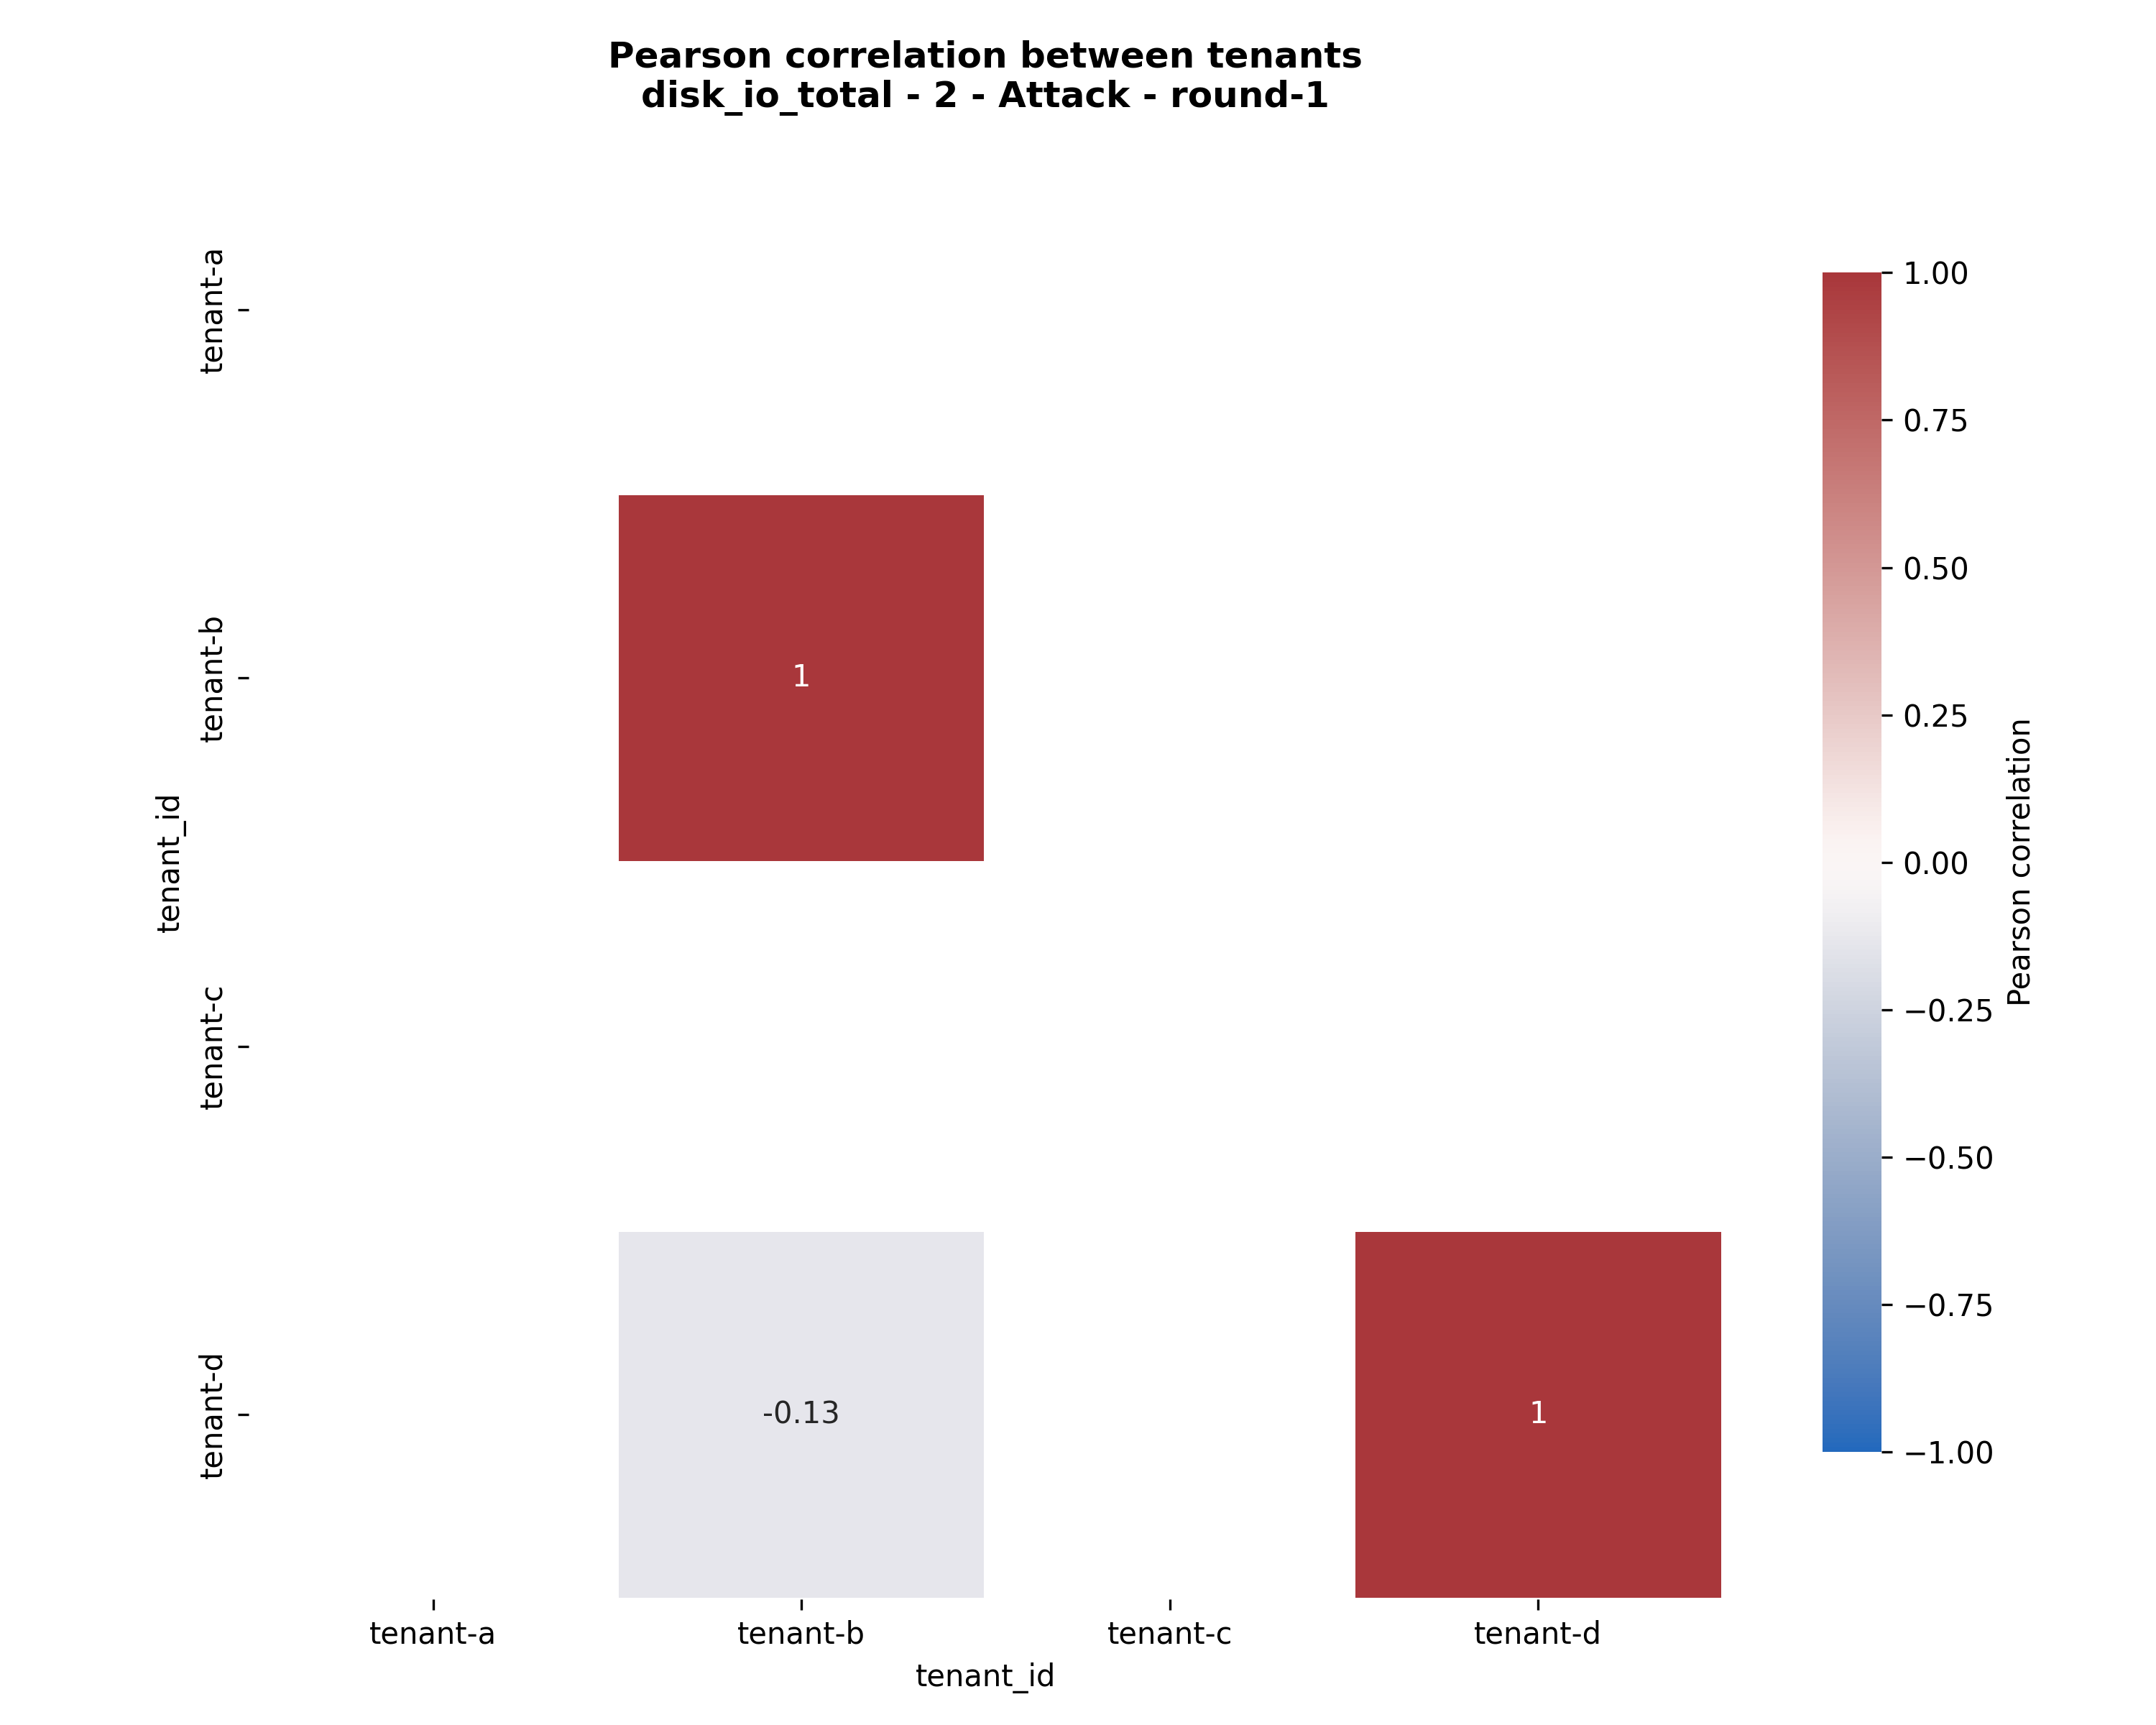 Pearson correlation between tenants
disk_io_total - 2 - Attack - round-1
tenant_id
tenant-a
tenant-b
tenant-c
tenant-d
1
-0.13
1
tenant-a
tenant-b
tenant-c
tenant-d
tenant_id
1.00
0.75
0.50
0.25
0.00
−0.25
−0.50
−0.75
−1.00
Pearson correlation